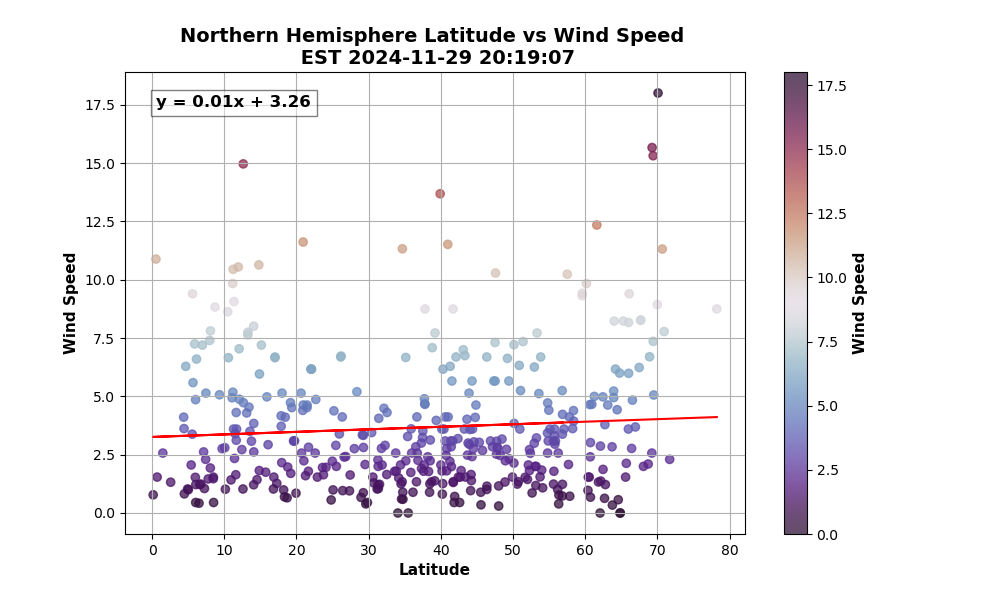 Northern Hemisphere Latitude vs Wind Speed
EST 2024-11-29 20:19:07
y = 0.01x + 3.26
Wind Speed
17.5
15.0
12.5
10.0
7.5
5.0
2.5
0.0
0 10 20 30 40 50 60 70 80
Latitude
17.5
15.0
12.5
10.0
7.5
5.0
2.5
0.0
Wind Speed